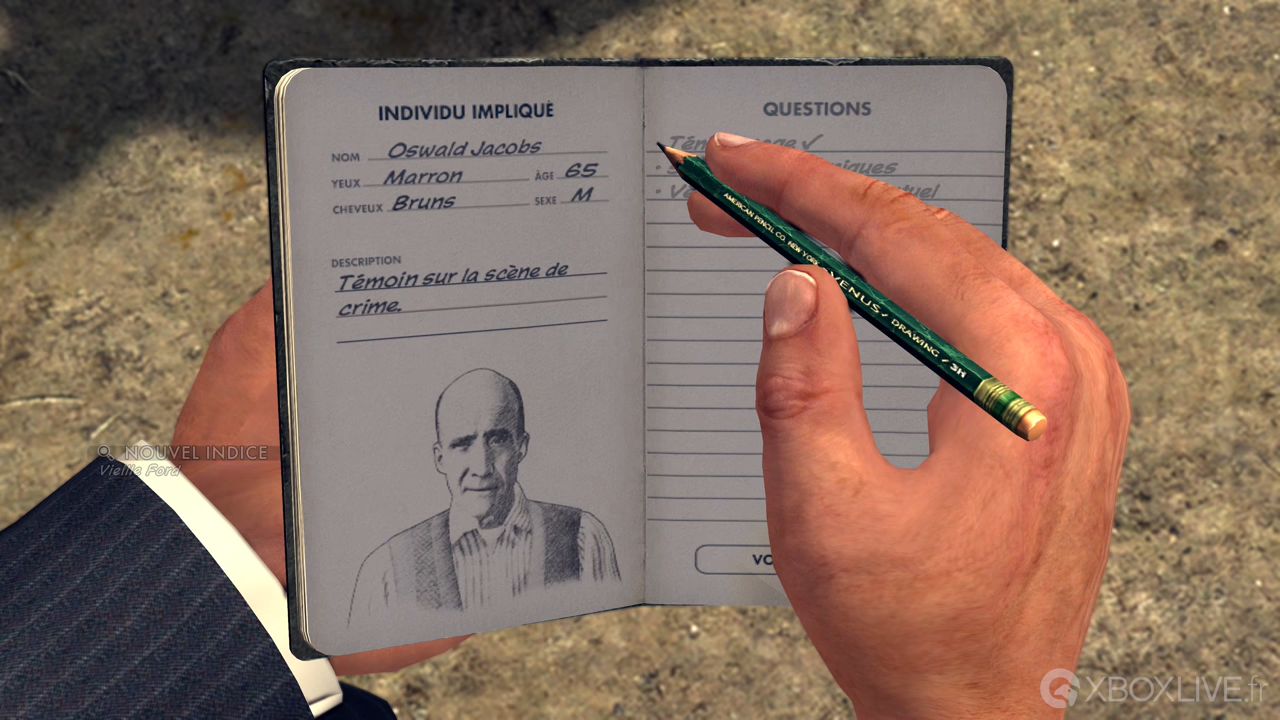 INDIVIDU IMPLIQUÉ
NOM Oswald Jacobs
YEUX Marron ÂGE 65
CHEVEUX Bruns SEXE M
DESCRIPTION
Témoin sur la scène de
crime.
QUESTIONS
AMERICAN PENCIL CO. NEW YORK VENUS DRAWING 3H
NOUVEL INDICE
Vieille Ford
XBOXLIVE.fr